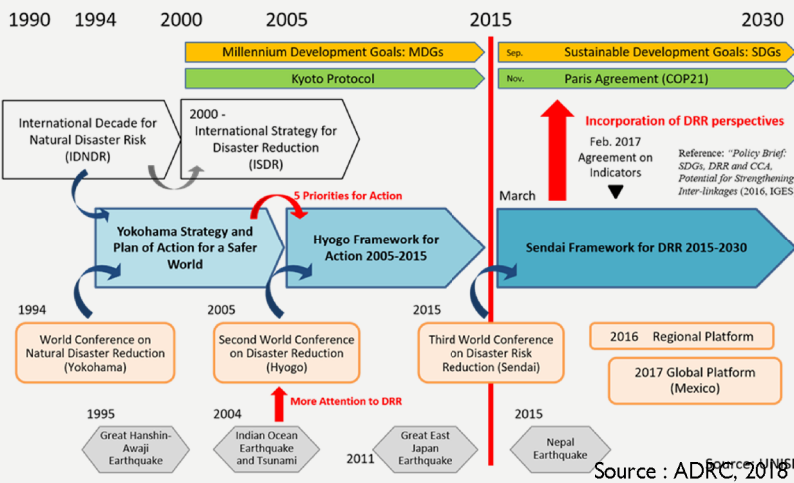 1990 1994 2000 2005 2015 2030
Millennium Development Goals: MDGs
Sep. Sustainable Development Goals: SDGs
Kyoto Protocol
Nov. Paris Agreement (COP21)
International Decade for
Natural Disaster Risk
(IDNDR)
2000 -
International Strategy for
Disaster Reduction
(ISDR)
Incorporation of DRR perspectives
Feb. 2017
Agreement on
Indicators
Reference: "Policy Brief:
SDGs, DRR and CCA,
Potential for Strengthening
Inter-linkages (2016, IGES
5 Priorities for Action
March
Yokohama Strategy and
Plan of Action for a Safer
World
Hyogo Framework for
Action 2005-2015
Sendai Framework for DRR 2015-2030
1994
World Conference on
Natural Disaster Reduction
(Yokohama)
2005
Second World Conference
on Disaster Reduction
(Hyogo)
2015
Third World Conference
on Disaster Risk
Reduction (Sendai)
2016 Regional Platform
2017 Global Platform
(Mexico)
More Attention to DRR
1995
Great Hanshin-
Awaji
Earthquake
2004
Indian Ocean
Earthquake
and Tsunami
2011
Great East
Japan
Earthquake
2015
Nepal
Earthquake
Source:
Source : ADRC, 2018